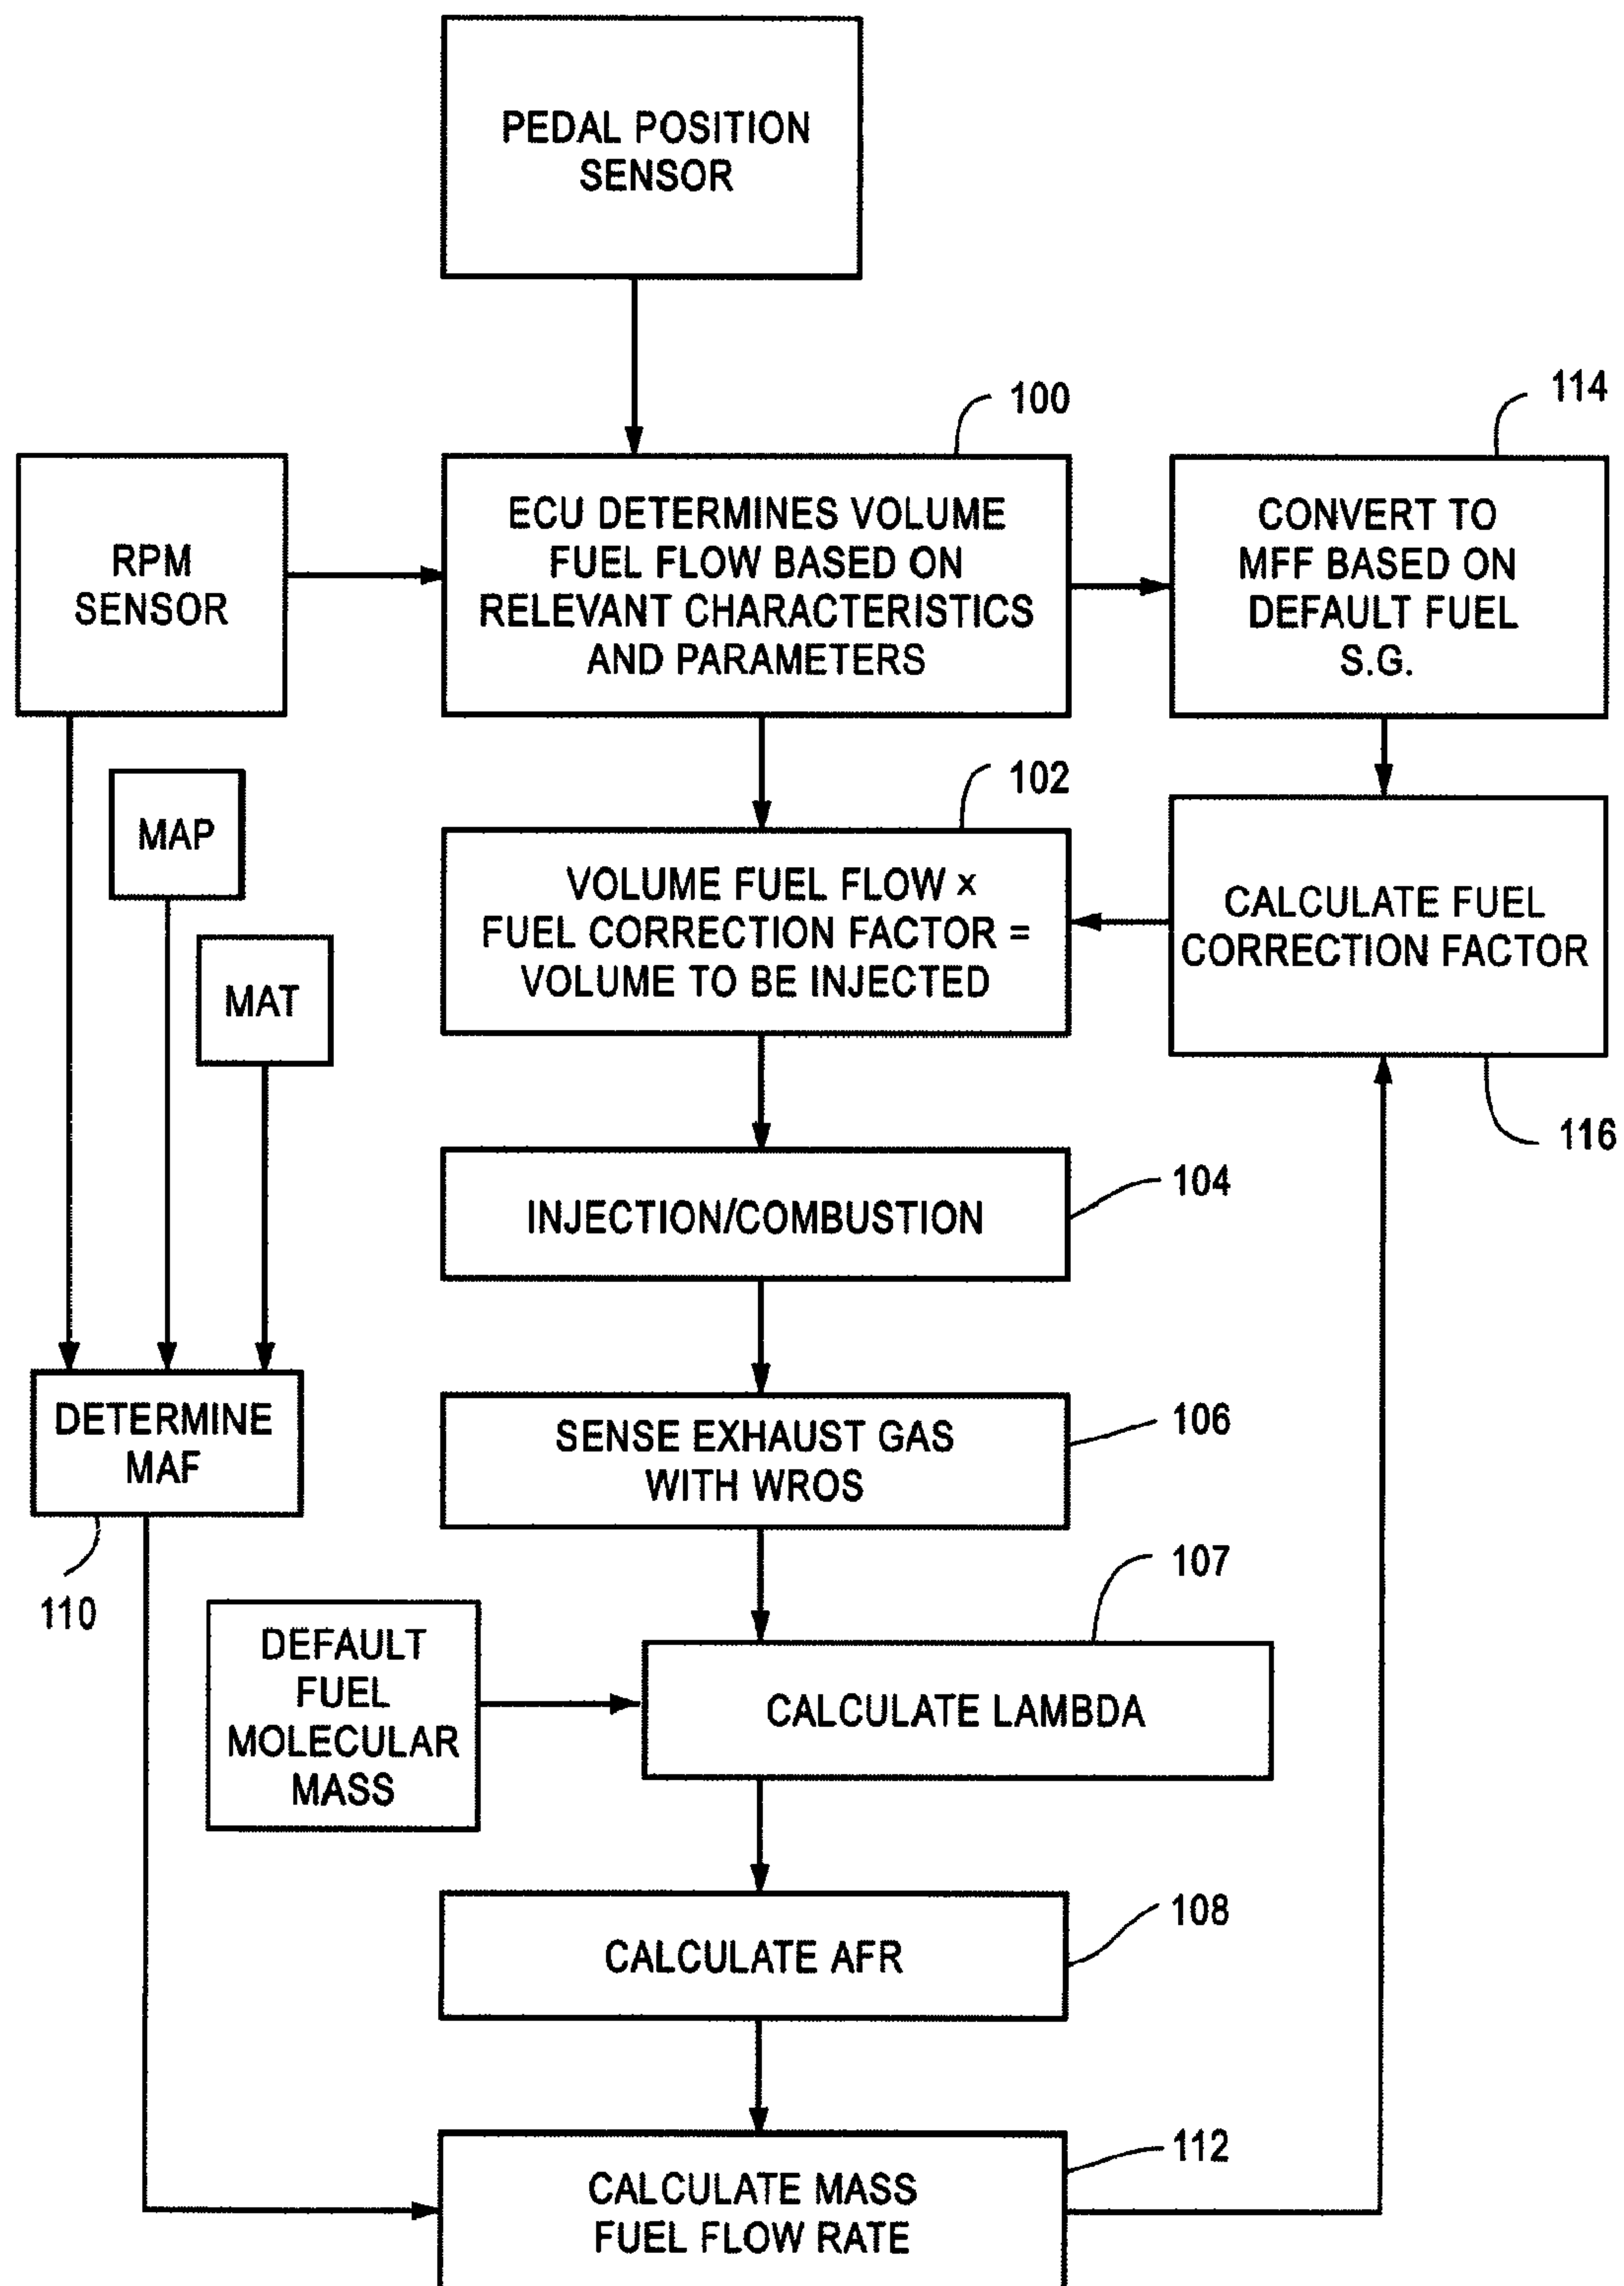 PEDAL POSITION
SENSOR
100
114
RPM
SENSOR
ECU DETERMINES VOLUME
FUEL FLOW BASED ON
RELEVANT CHARACTERISTICS
AND PARAMETERS
CONVERT TO
MFF BASED ON
DEFAULT FUEL
S.G.
102
MAP
VOLUME FUEL FLOW x
FUEL CORRECTION FACTOR =
VOLUME TO BE INJECTED
CALCULATE FUEL
CORRECTION FACTOR
MAT
116
INJECTION/COMBUSTION
104
DETERMINE
MAF
SENSE EXHAUST GAS
WITH WROS
106
110
107
DEFAULT
FUEL
MOLECULAR
MASS
CALCULATE LAMBDA
108
CALCULATE AFR
112
CALCULATE MASS
FUEL FLOW RATE